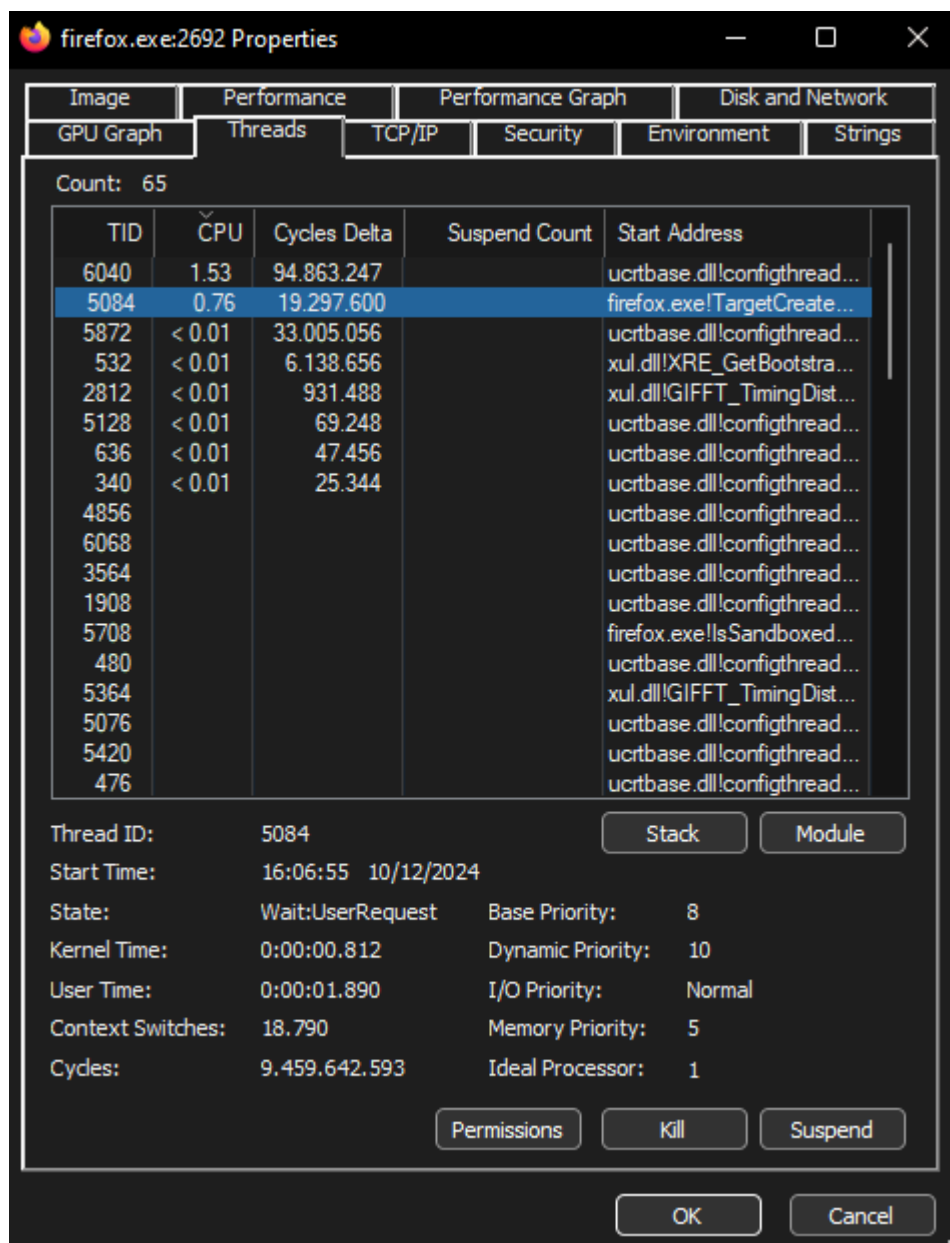 firefox.exe:2692 Properties
Image Performance Performance Graph Disk and Network
GPU Graph Threads TCP/IP Security Environment Strings
Count: 65
TID CPU Cycles Delta Suspend Count Start Address
6040 1.53 94.863.247 ucrtbase.dll!configthread...
5084 0.76 19.297.600 firefox.exe!TargetCreate...
5872 < 0.01 33.005.056 ucrtbase.dll!configthread...
532 < 0.01 6.138.656 xul.dll!XRE_GetBootstra...
2812 < 0.01 931.488 xul.dll!GIFFT_TimingDist...
5128 < 0.01 69.248 ucrtbase.dll!configthread...
636 < 0.01 47.456 ucrtbase.dll!configthread...
340 < 0.01 25.344 ucrtbase.dll!configthread...
4856 ucrtbase.dll!configthread...
6068 ucrtbase.dll!configthread...
3564 ucrtbase.dll!configthread...
1908 ucrtbase.dll!configthread...
5708 firefox.exe!IsSandboxed...
480 ucrtbase.dll!configthread...
5364 xul.dll!GIFFT_TimingDist...
5076 ucrtbase.dll!configthread...
5420 ucrtbase.dll!configthread...
476 ucrtbase.dll!configthread...
Thread ID: 5084 Stack Module
Start Time: 16:06:55 10/12/2024
State: Wait:UserRequest Base Priority: 8
Kernel Time: 0:00:00.812 Dynamic Priority: 10
User Time: 0:00:01.890 I/O Priority: Normal
Context Switches: 18.790 Memory Priority: 5
Cycles: 9.459.642.593 Ideal Processor: 1
Permissions Kill Suspend
OK Cancel